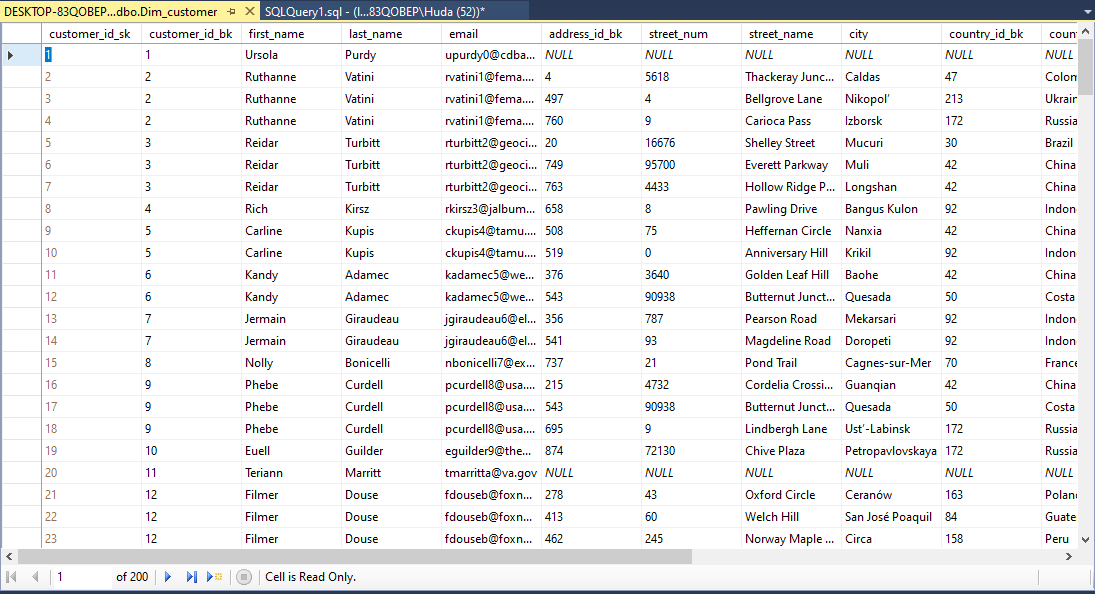 DESKTOP-83QOBEP...dbo.Dim_customer SQLQuery1.sql - (l...83QOBEP\Huda (52))*
customer_id_sk customer_id_bk first_name last_name email address_id_bk street_num street_name city country_id_bk coun
1 1 Ursola Purdy upurdy0@cdba... NULL NULL NULL NULL NULL NULL
2 2 Ruthanne Vatini rvatini1@fema.... 4 5618 Thackeray Junc... Caldas 47 Colom
3 2 Ruthanne Vatini rvatini1@fema.... 497 4 Bellgrove Lane Nikopol’ 213 Ukrain
4 2 Ruthanne Vatini rvatini1@fema.... 760 9 Carioca Pass Izborsk 172 Russia
5 3 Reidar Turbitt rturbitt2@geoci... 20 16676 Shelley Street Mucuri 30 Brazil
6 3 Reidar Turbitt rturbitt2@geoci... 749 95700 Everett Parkway Muli 42 China
7 3 Reidar Turbitt rturbitt2@geoci... 763 4433 Hollow Ridge P... Longshan 42 China
8 4 Rich Kirsz rkirsz3@jalbum... 658 8 Pawling Drive Bangus Kulon 92 Indon
9 5 Carline Kupis ckupis4@tamu.... 508 75 Heffernan Circle Nanxia 42 China
10 5 Carline Kupis ckupis4@tamu.... 519 0 Anniversary Hill Krikil 92 Indon
11 6 Kandy Adamec kadamec5@we... 376 3640 Golden Leaf Hill Baohe 42 China
12 6 Kandy Adamec kadamec5@we... 543 90938 Butternut Junct... Quesada 50 Costa
13 7 Jermain Giraudeau jgiraudeau6@el... 356 787 Pearson Road Mekarsari 92 Indon
14 7 Jermain Giraudeau jgiraudeau6@el... 541 93 Magdeline Road Doropeti 92 Indon
15 8 Nolly Bonicelli nbonicelli7@ex... 737 21 Pond Trail Cagnes-sur-Mer 70 France
16 9 Phebe Curdell pcurdell8@usa.... 215 4732 Cordelia Crossi... Guanqian 42 China
17 9 Phebe Curdell pcurdell8@usa.... 543 90938 Butternut Junct... Quesada 50 Costa
18 9 Phebe Curdell pcurdell8@usa.... 695 9 Lindbergh Lane Ust’-Labinsk 172 Russia
19 10 Euell Guilder eguilder9@the... 874 72130 Chive Plaza Petropavlovskaya 172 Russia
20 11 Teriann Marritt tmarritta@va.gov NULL NULL NULL NULL NULL NULL
21 12 Filmer Douse fdouseb@foxn... 278 43 Oxford Circle Ceranów 163 Polan
22 12 Filmer Douse fdouseb@foxn... 413 60 Welch Hill San José Poaquil 84 Guate
23 12 Filmer Douse fdouseb@foxn... 462 245 Norway Maple ... Circa 158 Peru
1 of 200 Cell is Read Only.